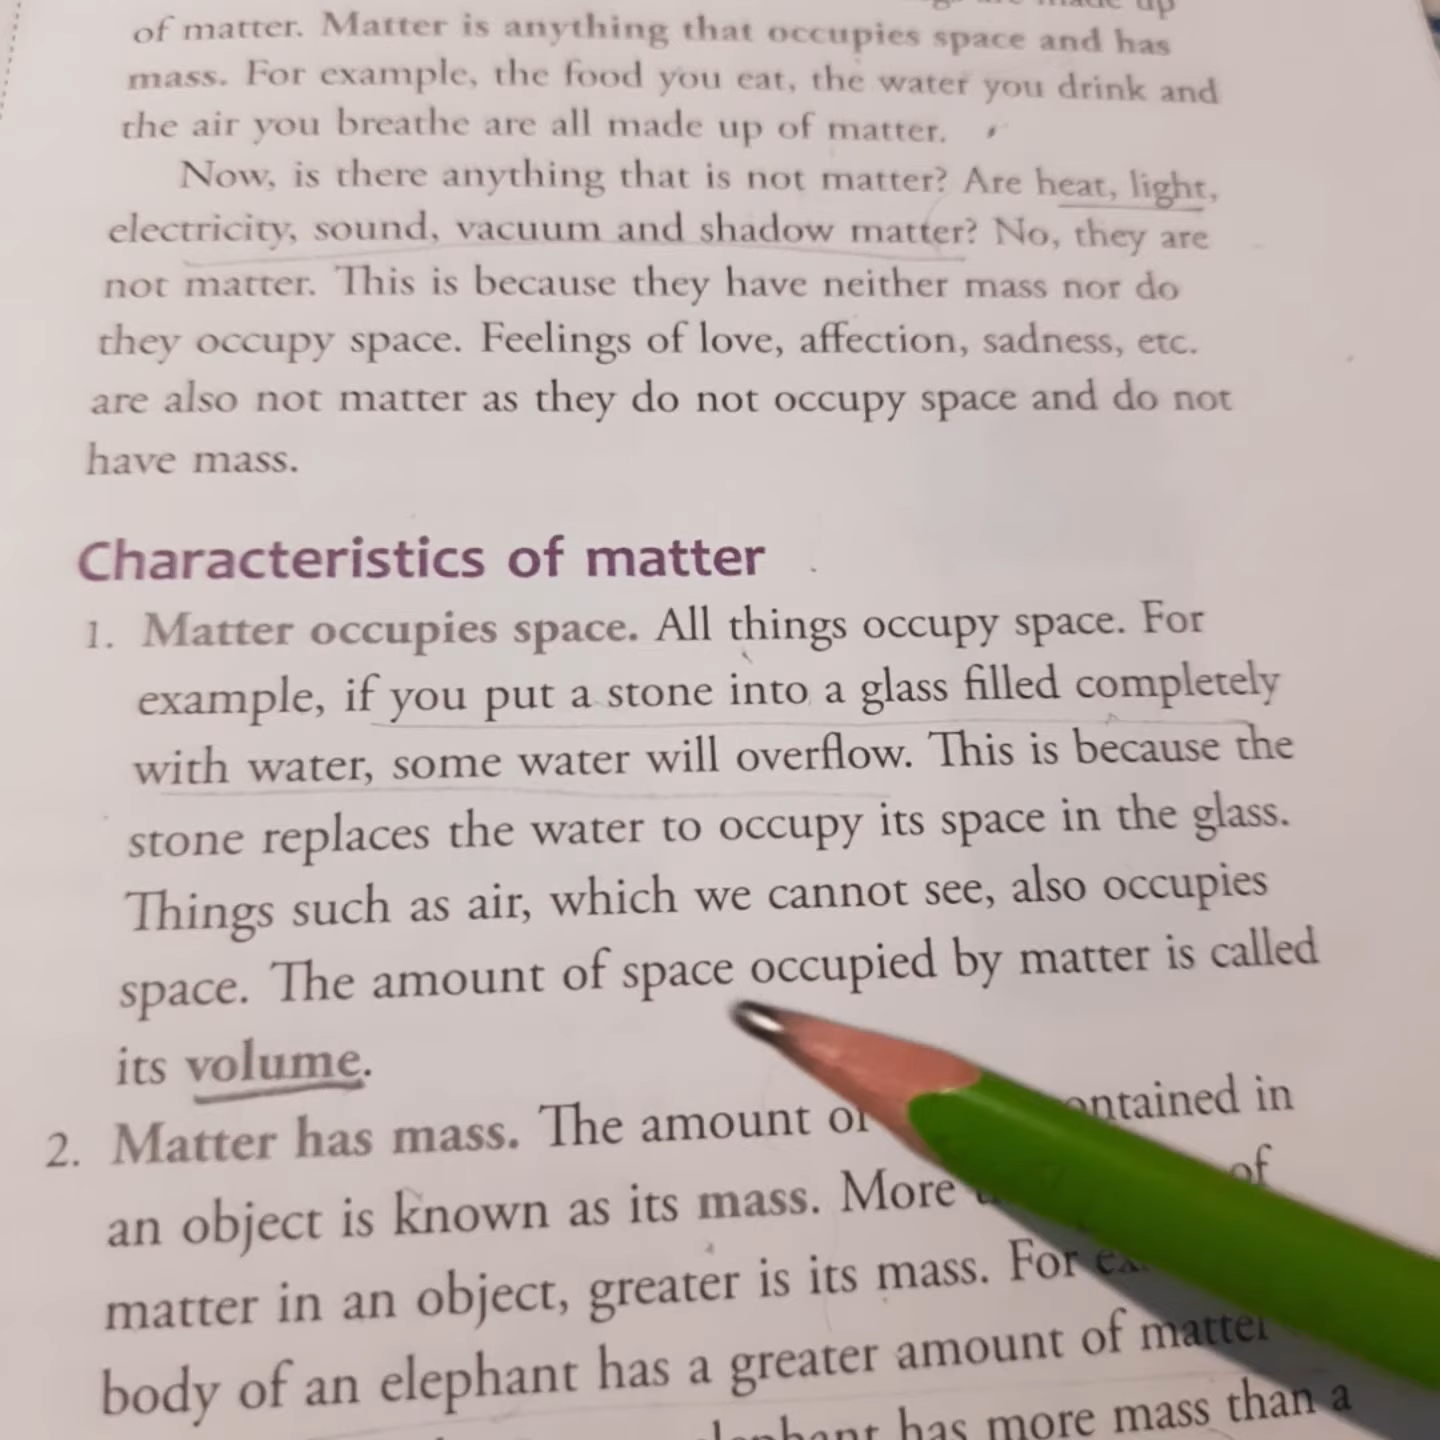 made up
of matter. Matter is anything that occupies space and has
mass. For example, the food you eat, the water you drink and
the air you breathe are all made up of matter.
Now, is there anything that is not matter? Are heat, light,
electricity, sound, vacuum and shadow matter? No, they are
not matter. This is because they have neither mass nor do
they occupy space. Feelings of love, affection, sadness, etc.
are also not matter as they do not occupy space and do not
have mass.
Characteristics of matter
1. Matter occupies space. All things occupy space. For
example, if you put a stone into a glass filled completely
with water, some water will overflow. This is because the
stone replaces the water to occupy its space in the glass.
Things such as air, which we cannot see, also occupies
space. The amount of space occupied by matter is called
its volume.
2. Matter has mass. The amount of contained in
an object is known as its mass. More of
matter in an object, greater is its mass. For
body of an elephant has a greater amount of matter
elephant has more mass than a